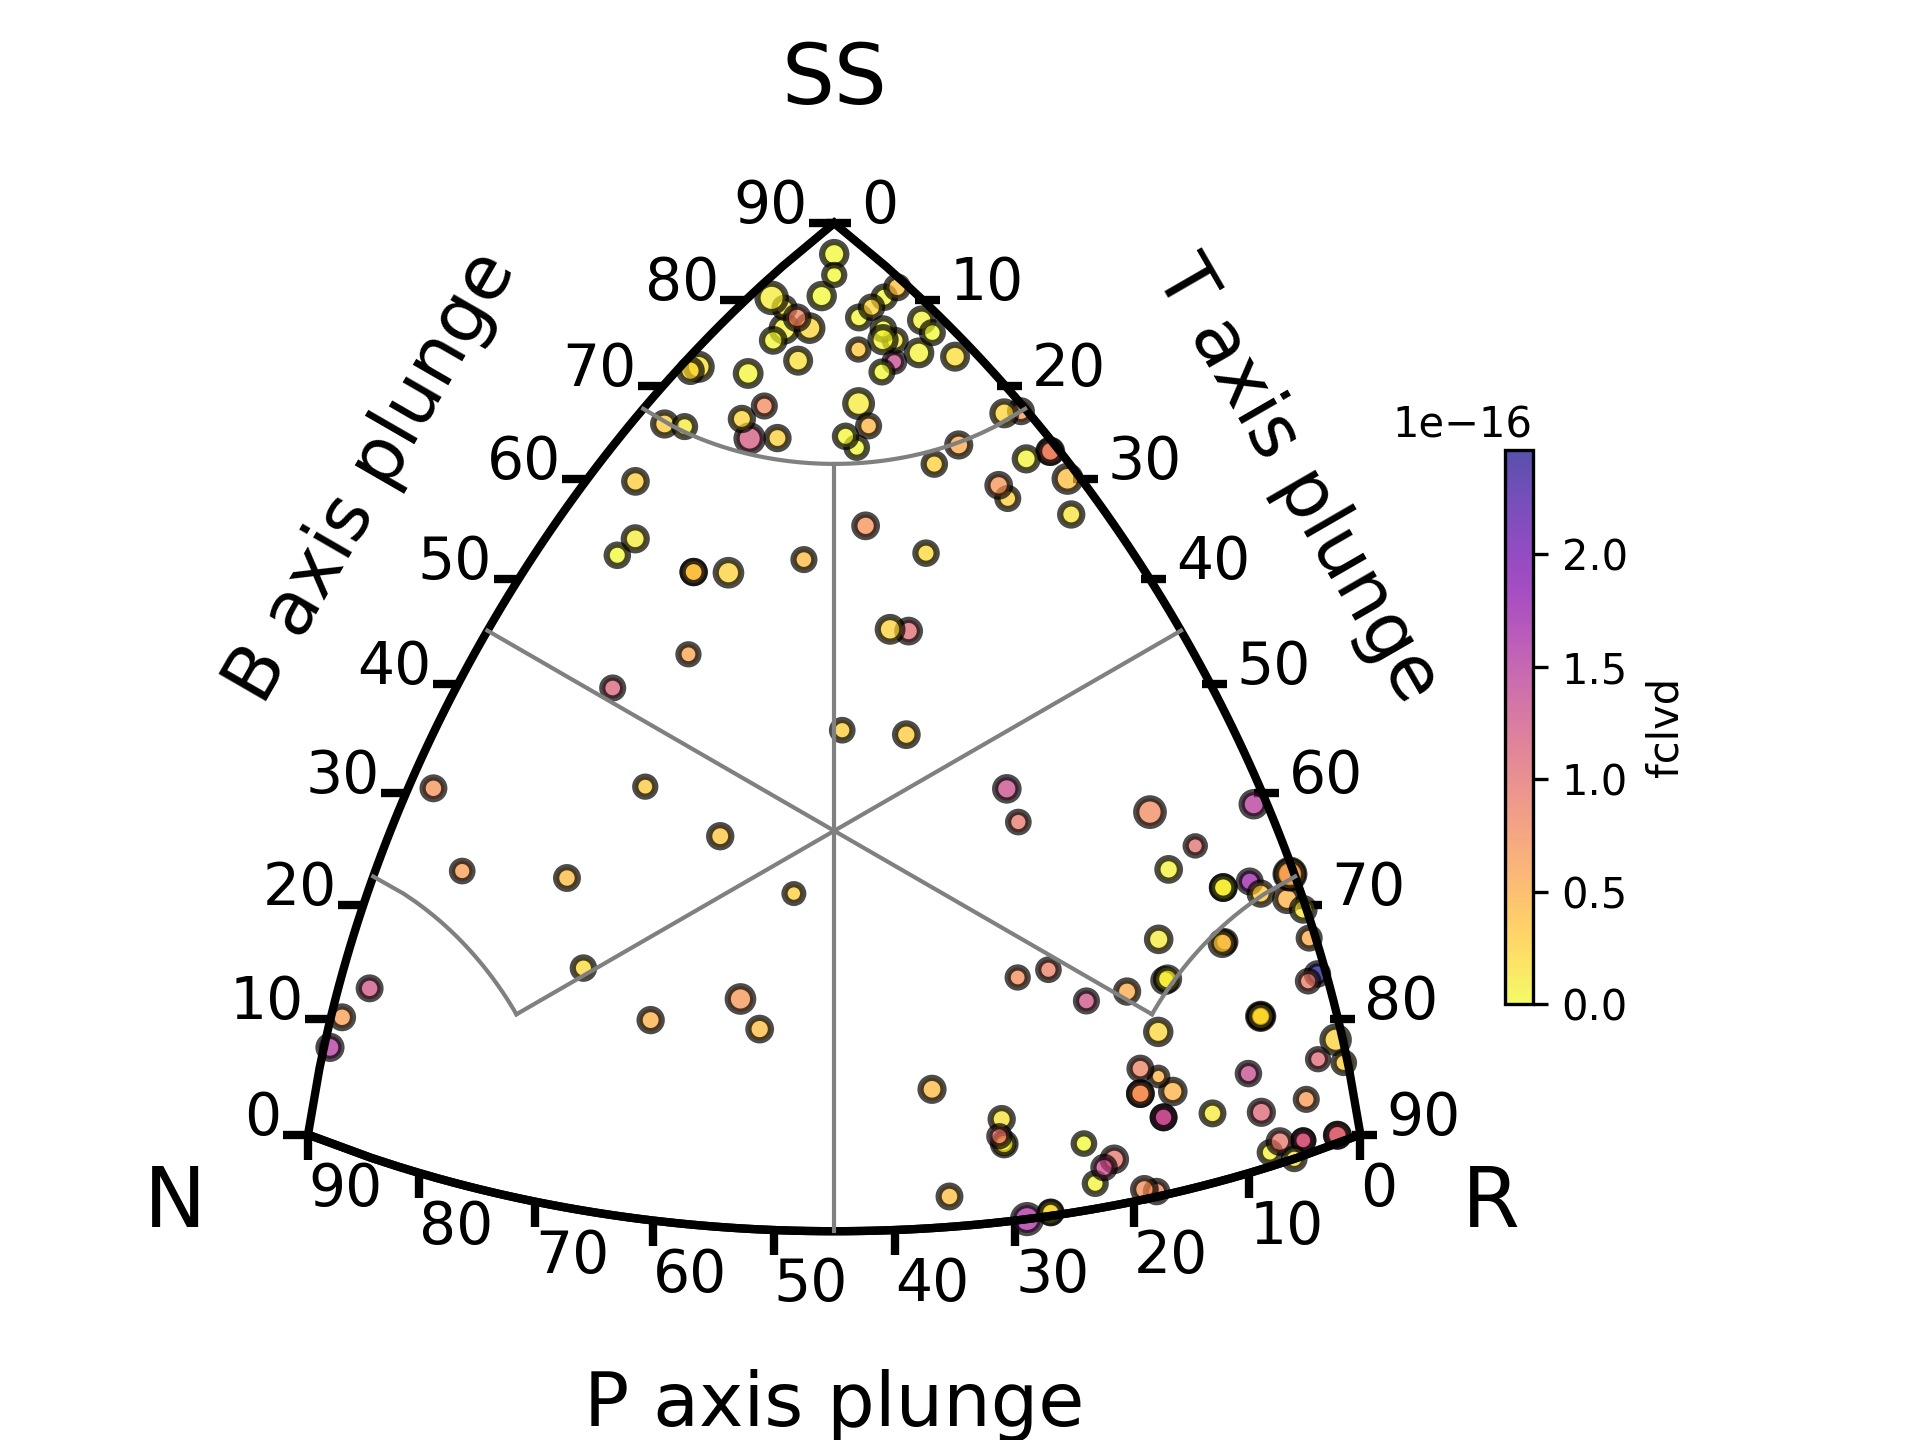 SS
90 0
80 10
70 20
60 30
50 40
40 50
30 60
20 70
10 80
0 90
B axis plunge
T axis plunge
N
R
90 80 70 60 50 40 30 20 10 0
P axis plunge
1e−16
2.0
1.5
1.0
0.5
0.0
fclvd